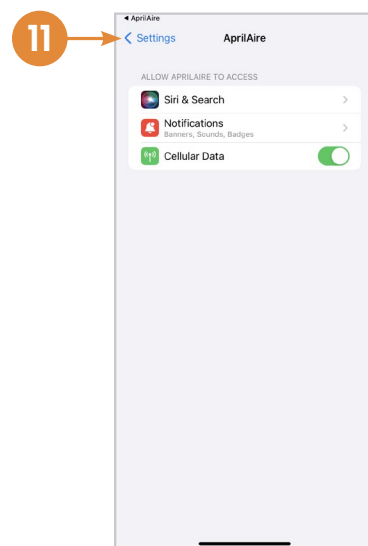 ◀ AprilAire
11
Settings AprilAire
ALLOW APRILAIRE TO ACCESS
Siri & Search
Notifications
Banners, Sounds, Badges
Cellular Data